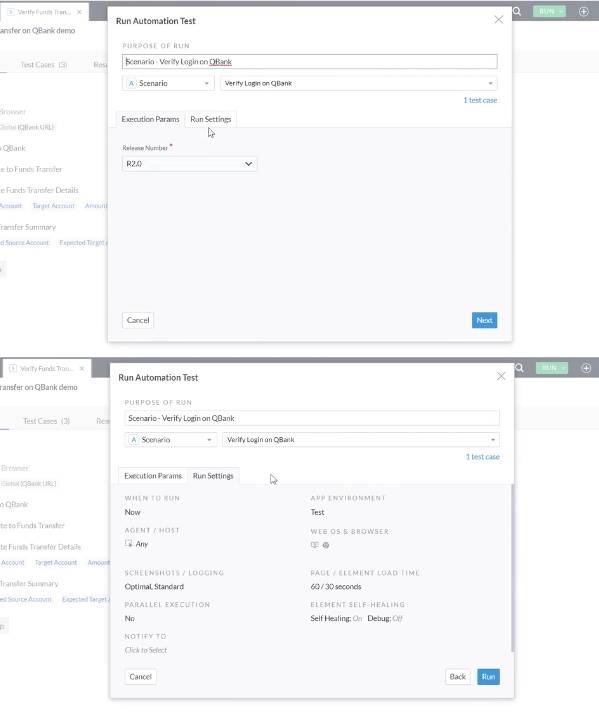 Verify Funds Tran... ×
RUN
ansfer on QBank demo
Test Cases (3)
Browser
Global (QBank URL)
QBank
e to Funds Transfer
e Funds Transfer Details
Account Target Account Amount
Transfer Summary
ed Source Account Expected Target
Run Automation Test
PURPOSE OF RUN
Scenario - Verify Login on QBank
A Scenario
Verify Login on QBank
1 test case
Execution Params
Run Settings
Release Number *
R2.0
Cancel
Next
Verify Funds Tran... ×
RUN
ransfer on QBank demo
Test Cases (3)
Browser
Global (QBank URL)
o QBank
te to Funds Transfer
te Funds Transfer Details
Account Target Account Amount
Transfer Summary
ed Source Account Expected Target
Run Automation Test
PURPOSE OF RUN
Scenario - Verify Login on QBank
A Scenario
Verify Login on QBank
1 test case
Execution Params
Run Settings
WHEN TO RUN
Now
APP ENVIRONMENT
Test
AGENT / HOST
Any
WEB OS & BROWSER
SCREENSHOTS / LOGGING
Optimal, Standard
PAGE / ELEMENT LOAD TIME
60 / 30 seconds
PARALLEL EXECUTION
No
ELEMENT SELF-HEALING
Self Healing: On Debug: Off
NOTIFY TO
Click to Select
Cancel
Back
Run